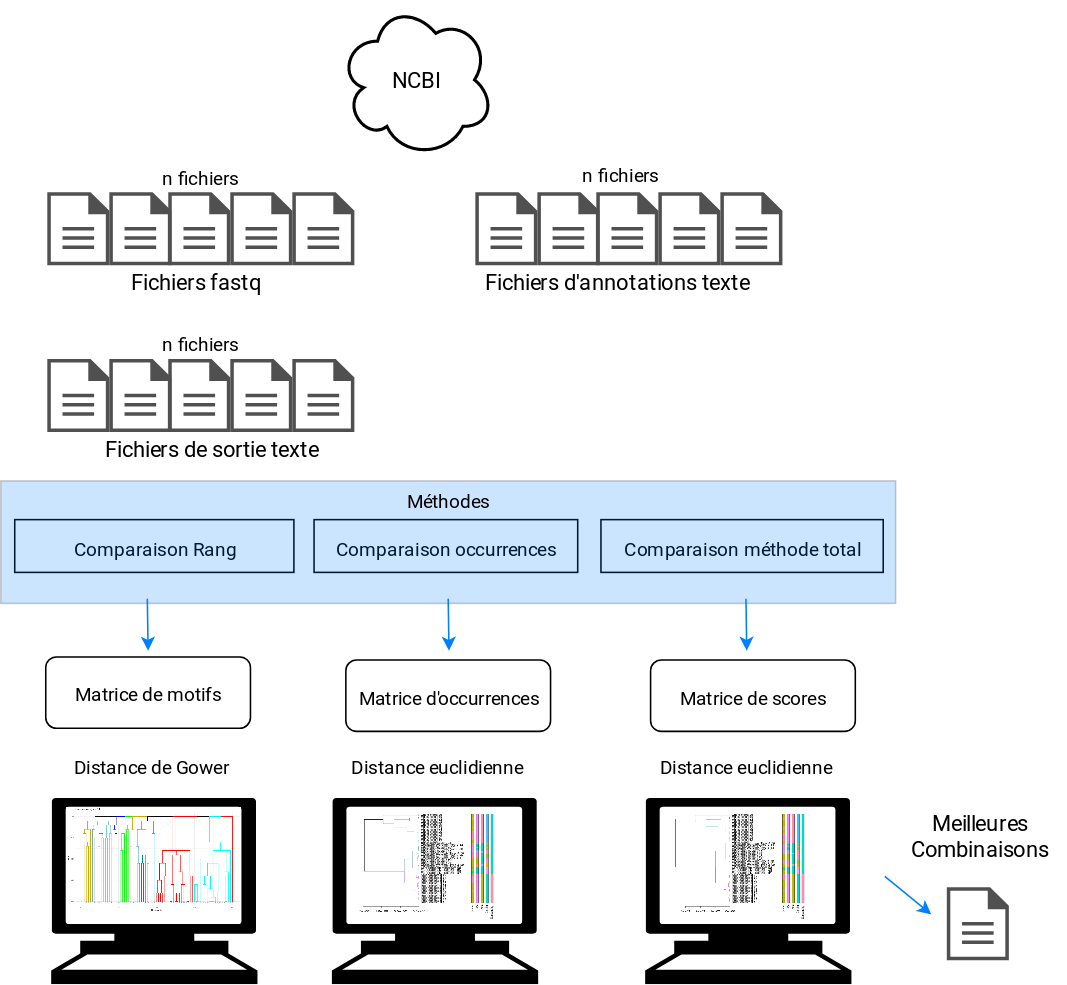 NCBI
n fichiers
n fichiers
Fichiers fastq
Fichiers d'annotations texte
n fichiers
Fichiers de sortie texte
Méthodes
Comparaison Rang
Comparaison occurrences
Comparaison méthode total
Matrice de motifs
Matrice d'occurrences
Matrice de scores
Distance de Gower
Distance euclidienne
Distance euclidienne
Meilleures
Combinaisons